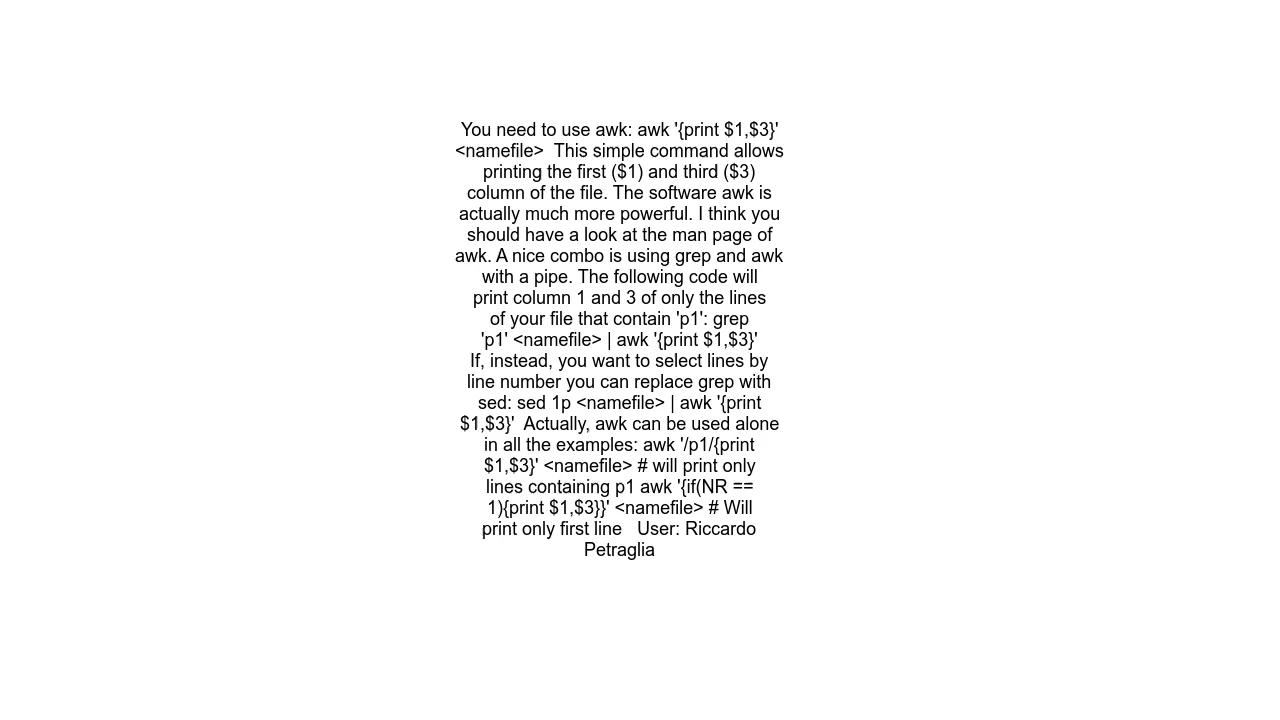 You need to use awk: awk '{print $1,$3}'
<namefile>  This simple command allows
printing the first ($1) and third ($3)
column of the file. The software awk is
actually much more powerful. I think you
should have a look at the man page of
awk. A nice combo is using grep and awk
with a pipe. The following code will
print column 1 and 3 of only the lines
of your file that contain 'p1': grep
'p1' <namefile> | awk '{print $1,$3}'
If, instead, you want to select lines by
line number you can replace grep with
sed: sed 1p <namefile> | awk '{print
$1,$3}'  Actually, awk can be used alone
in all the examples: awk '/p1/{print
$1,$3}' <namefile> # will print only
lines containing p1 awk '{if(NR ==
1){print $1,$3}}' <namefile> # Will
print only first line   User: Riccardo
Petraglia